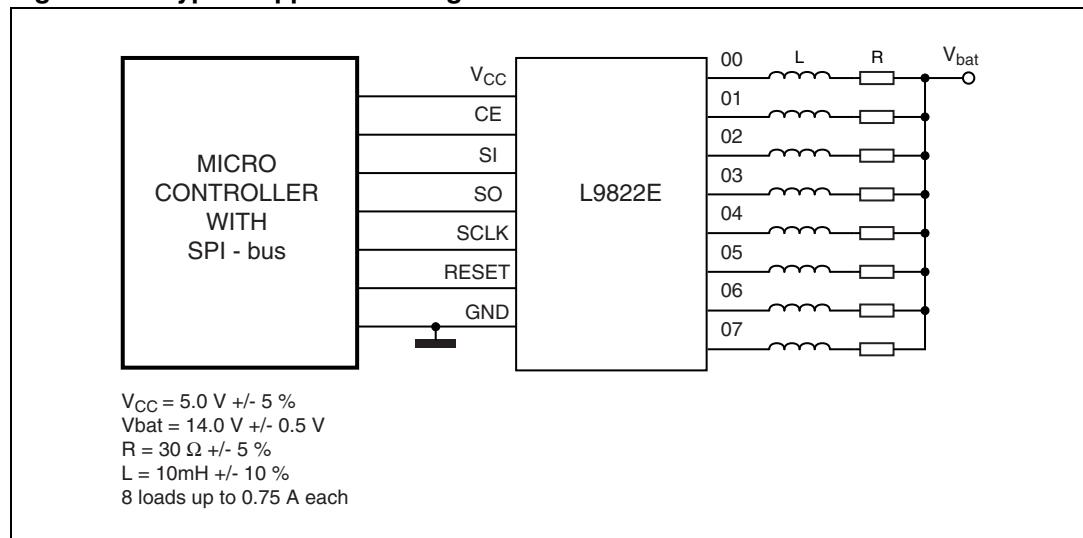 V_CC
CE
SI
SO
SCLK
RESET
GND
MICRO
CONTROLLER
WITH
SPI - bus
L9822E
00
01
02
03
04
05
06
07
L
R
V_bat
V_CC = 5.0 V +/- 5 %
Vbat = 14.0 V +/- 0.5 V
R = 30 Ω +/- 5 %
L = 10mH +/- 10 %
8 loads up to 0.75 A each